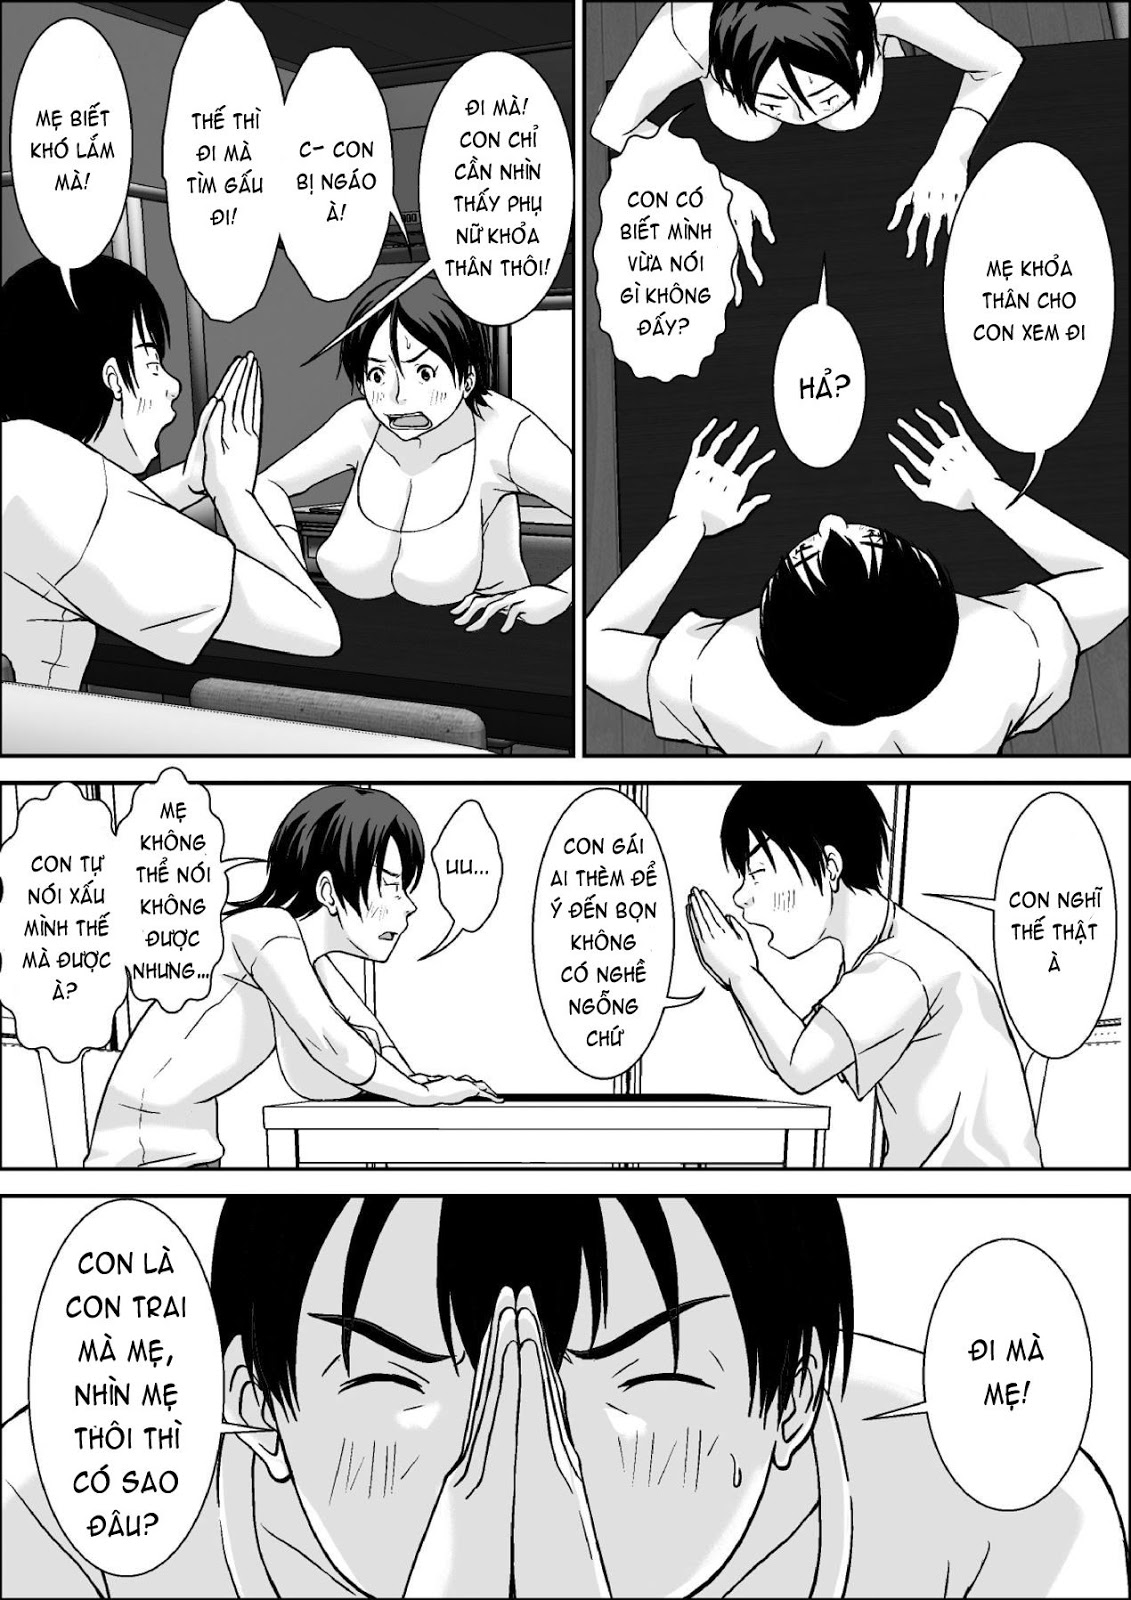 MẸ KHỎA
THÂN CHO
CON XEM ĐI
HẢ?
CON CÓ
BIẾT MÌNH
VỪA NÓI
GÌ KHÔNG
ĐẤY?
ĐI MÀ!
CON CHỈ
CẦN NHÌN
THẤY PHỤ
NỮ KHỎA
THÂN THÔI!
C- CON
BỊ NGÁO
À!
THẾ THÌ
ĐI MÀ
TÌM GẤU
ĐI!
MẸ BIẾT
KHÓ LẮM
MÀ!
CON NGHĨ
THẾ THẬT
À
CON GÁI
AI THÈM ĐỂ
Ý ĐẾN BỌN
KHÔNG
CÓ NGHỀ
NGỖNG
CHỨ
UU...
MẸ
KHÔNG
THỂ NÓI
KHÔNG
ĐƯỢC
NHƯNG...
CON TỰ
NÓI XẤU
MÌNH THẾ
MÀ ĐƯỢC
À?
ĐI MÀ
MẸ!
CON LÀ
CON TRAI
MÀ MẸ,
NHÌN MẸ
THÔI THÌ
CÓ SAO
ĐÂU?